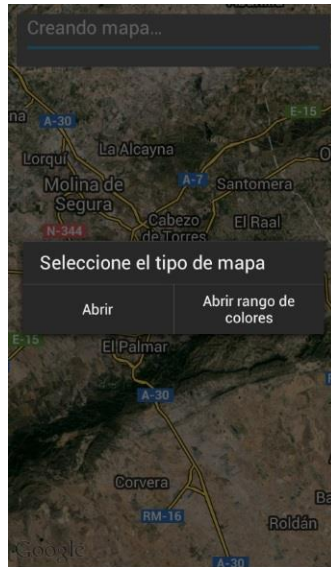 Creando mapa...
E-15
na
A-30
La Alcayna
Lorquí
A-7
Molina de
Segura
Santomera
Cabezo
de Torres
El Raal
N-344
Seleccione el tipo de mapa
Abrir
Abrir rango de
colores
E-15
El Palmar
A-30
Corvera
Ba
RM-16
Roldán
Google
A-30